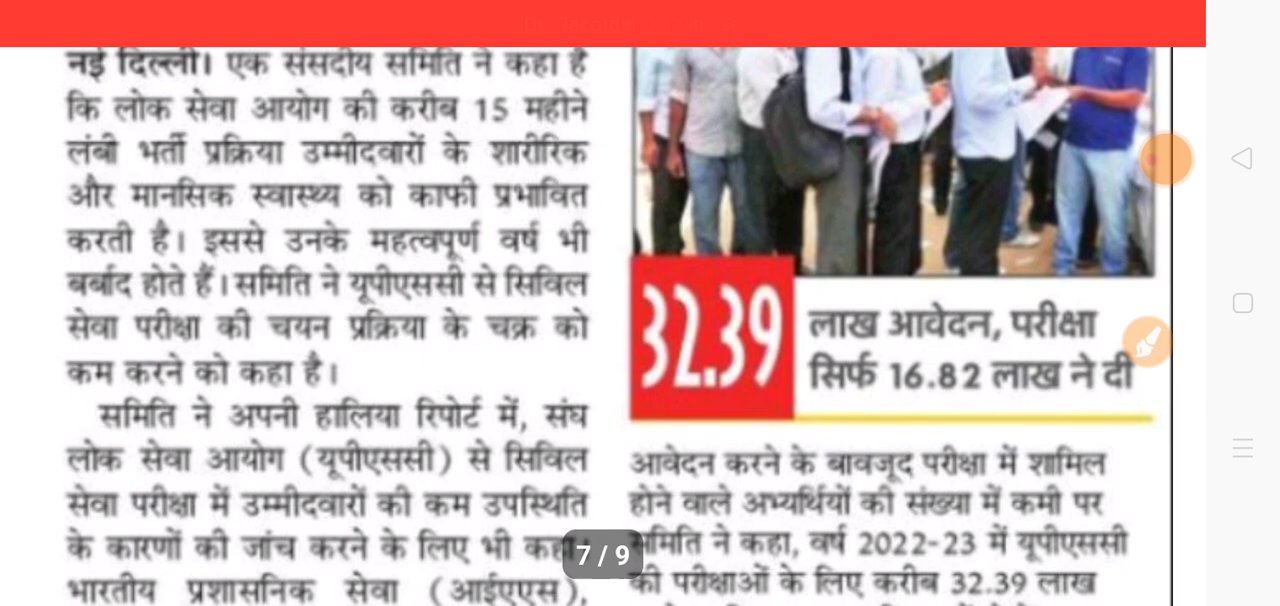 नई दिल्ली। एक संसदीय समिति ने कहा है
कि लोक सेवा आयोग की करीब 15 महीने
लंबी भर्ती प्रक्रिया उम्मीदवारों के शारीरिक
और मानसिक स्वास्थ्य को काफी प्रभावित
करती है। इससे उनके महत्वपूर्ण वर्ष भी
बर्बाद होते हैं। समिति ने यूपीएससी से सिविल
सेवा परीक्षा की चयन प्रक्रिया के चक्र को
कम करने को कहा है।
समिति ने अपनी हालिया रिपोर्ट में, संघ
लोक सेवा आयोग (यूपीएससी) से सिविल
सेवा परीक्षा में उम्मीदवारों की कम उपस्थिति
के कारणों की जांच करने के लिए भी कहा।
भारतीय प्रशासनिक सेवा (आईएएस),
32.39
लाख आवेदन, परीक्षा
सिर्फ 16.82 लाख ने दी
आवेदन करने के बावजूद परीक्षा में शामिल
होने वाले अभ्यर्थियों की संख्या में कमी पर
समिति ने कहा, वर्ष 2022-23 में यूपीएससी
की परीक्षाओं के लिए करीब 32.39 लाख
7 / 9